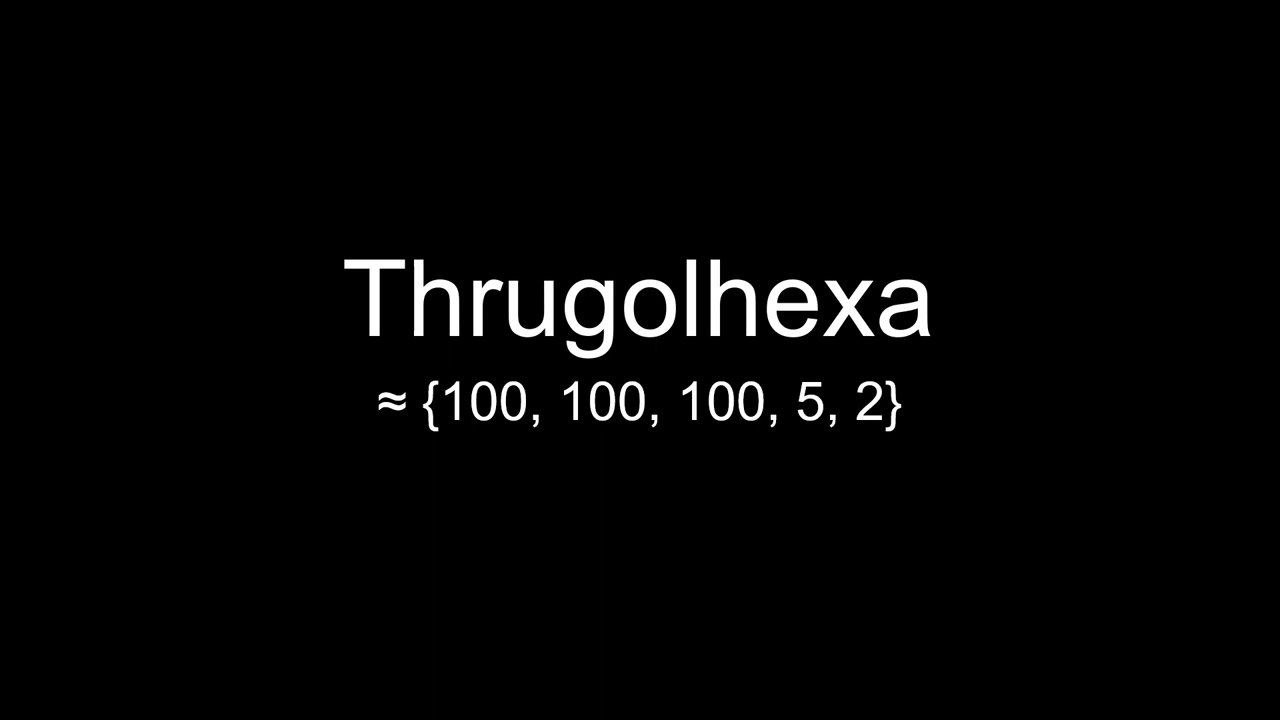 Thrugolhexa
≈ {100, 100, 100, 5, 2}